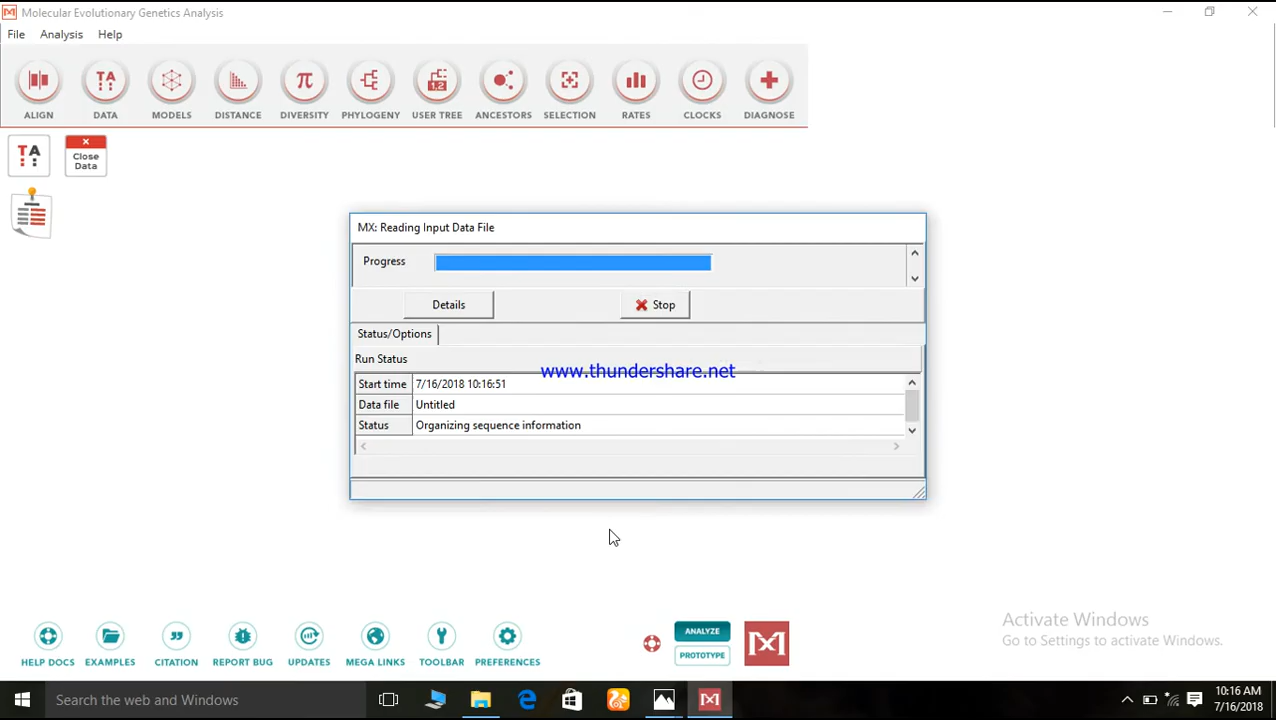 Molecular Evolutionary Genetics Analysis
File Analysis Help
TA π 1,2
ALIGN DATA MODELS DISTANCE DIVERSITY PHYLOGENY USER TREE ANCESTORS SELECTION RATES CLOCKS DIAGNOSE
TA
Close
Data
MX: Reading Input Data File
Progress
Details Stop
Status/Options
Run Status
www.thundershare.net
Start time 7/16/2018 10:16:51
Data file Untitled
Status Organizing sequence information
Activate Windows
Go to Settings to activate Windows.
ANALYZE
PROTOTYPE
HELP DOCS EXAMPLES CITATION REPORT BUG UPDATES MEGA LINKS TOOLBAR PREFERENCES
Search the web and Windows
10:16 AM
7/16/2018